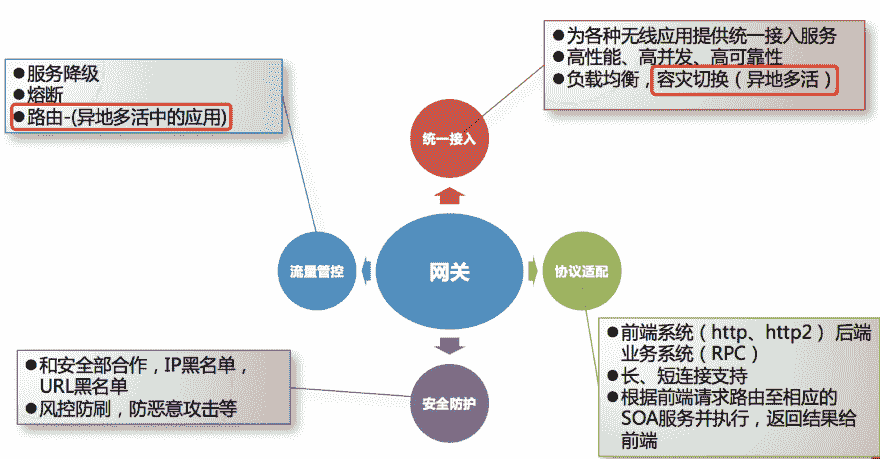 ●为各种无线应用提供统一接入服务
●高性能、高并发、高可靠性
●负载均衡，容灾切换（异地多活）
●服务降级
●熔断
●路由-(异地多活中的应用)
统一接入
流量管控
网关
协议适配
安全防护
●前端系统（http、http2） 后端
业务系统（RPC）
●长、短连接支持
●根据前端请求路由至相应的
SOA服务并执行，返回结果给
前端
●和安全部合作，IP黑名单，
URL黑名单
●风控防刷，防恶意攻击等